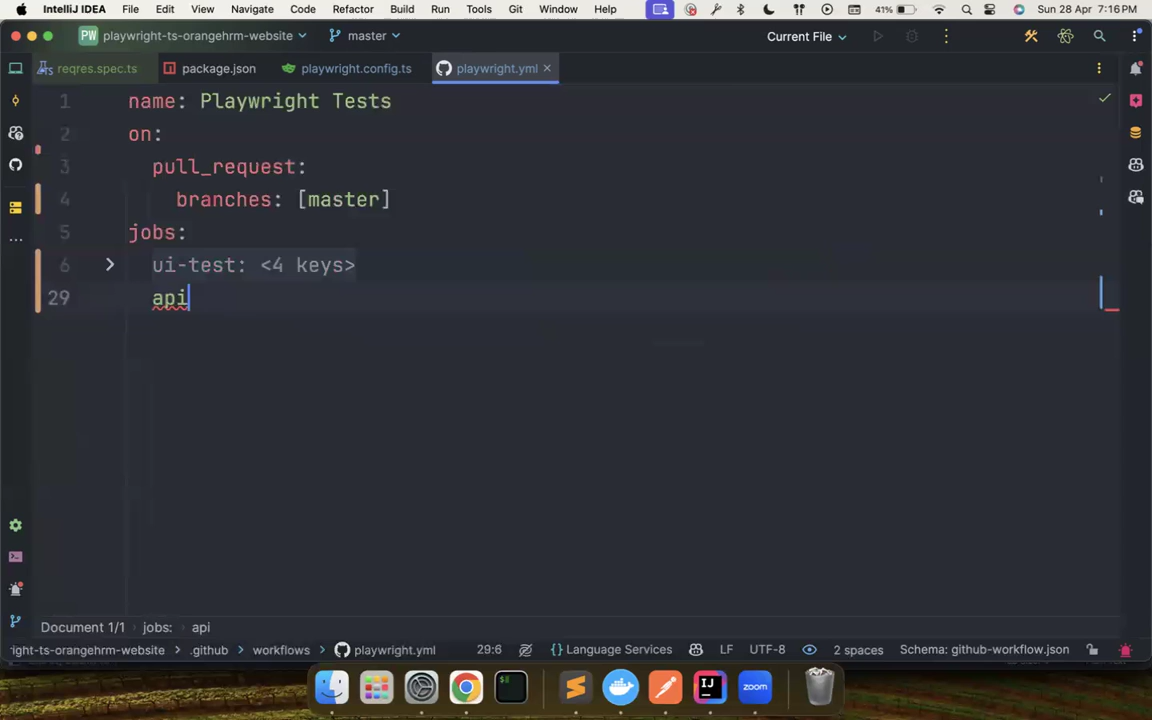 IntelliJ IDEA File Edit View Navigate Code Refactor Build Run Tools Git Window Help 41% Sun 28 Apr 7:16 PM
PW playwright-ts-orangehrm-website master Current File
reqres.spec.ts package.json playwright.config.ts playwright.yml
1 name: Playwright Tests
2 on:
3 pull_request:
4 branches: [master]
5 jobs:
6 ui-test: <4 keys>
29 api
Document 1/1 jobs: api
right-ts-orangehrm-website .github workflows playwright.yml 29:6 {} Language Services LF UTF-8 2 spaces Schema: github-workflow.json
zoom